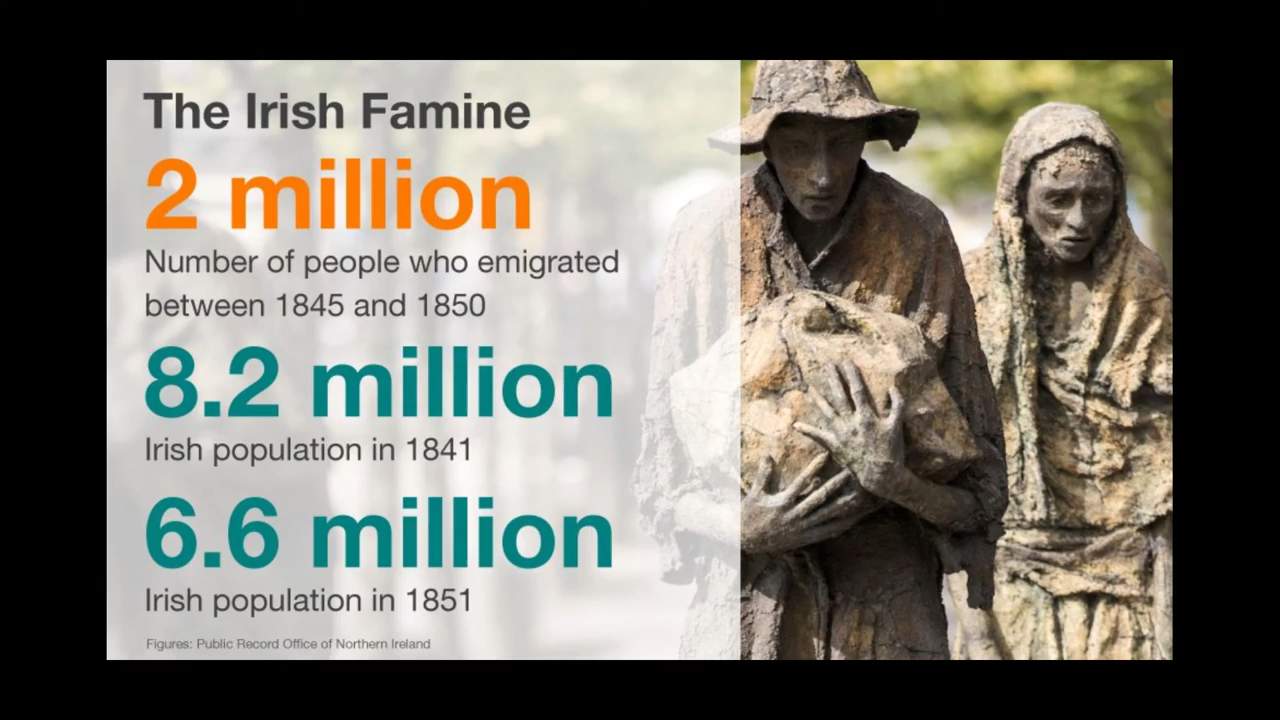 The Irish Famine
2 million
Number of people who emigrated
between 1845 and 1850
8.2 million
Irish population in 1841
6.6 million
Irish population in 1851
Figures: Public Record Office of Northern Ireland